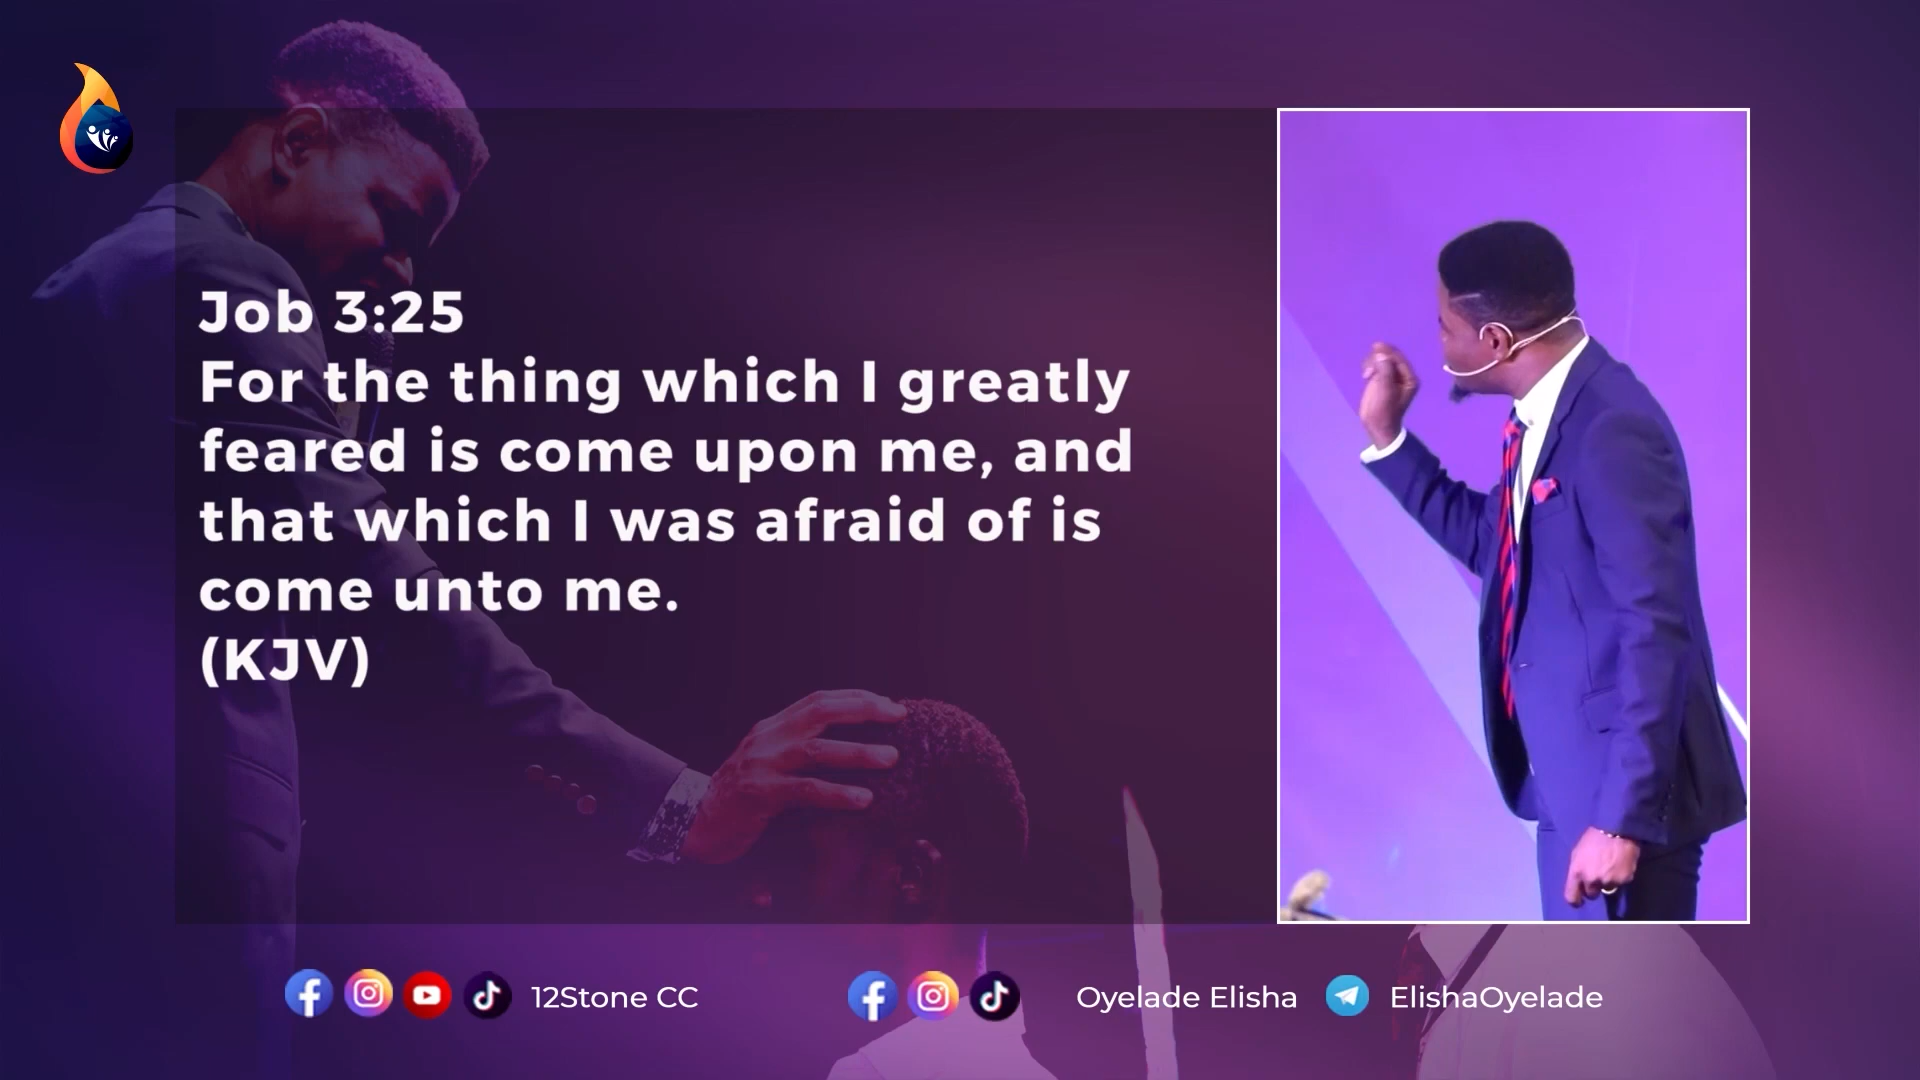 Job 3:25
For the thing which I greatly
feared is come upon me, and
that which I was afraid of is
come unto me.
(KJV)
12Stone CC
Oyelade Elisha
ElishaOyelade